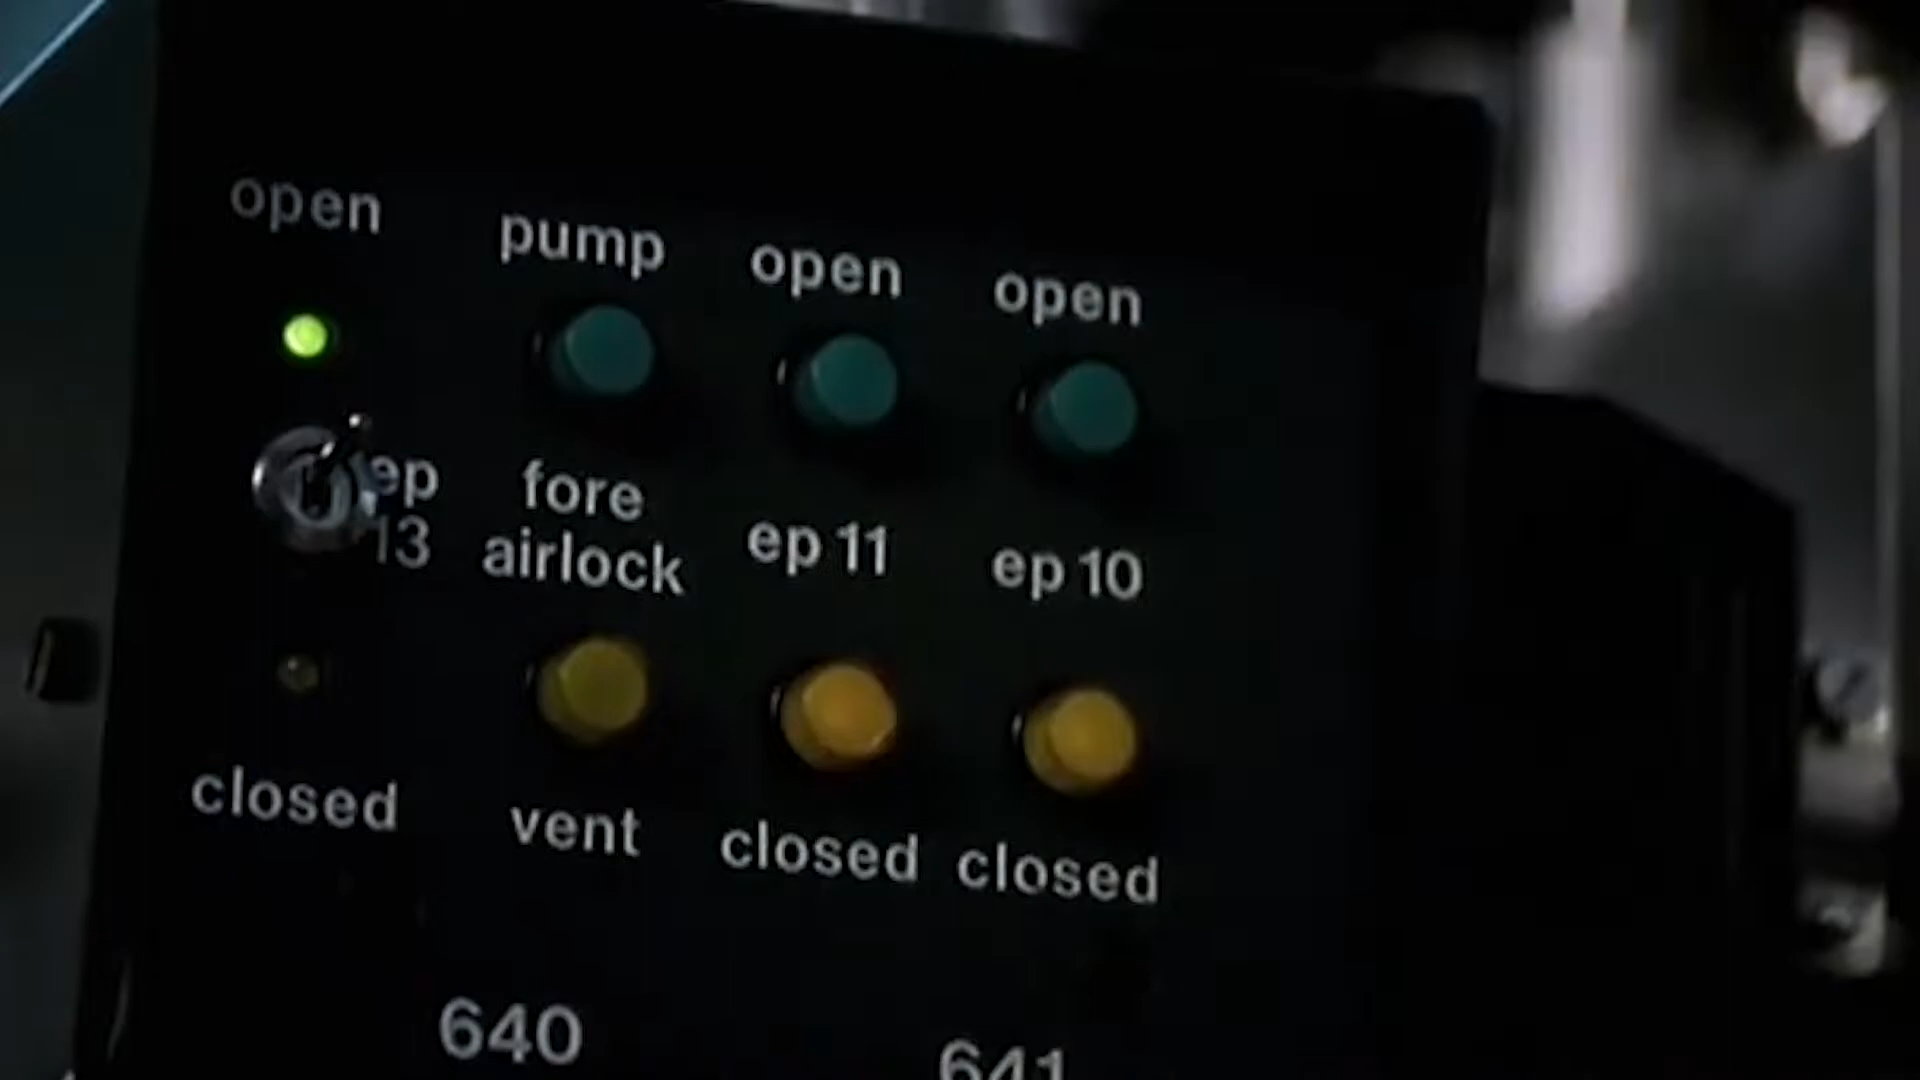 open pump open open
ep 13
fore airlock
ep 11
ep 10
closed vent closed closed
640 641